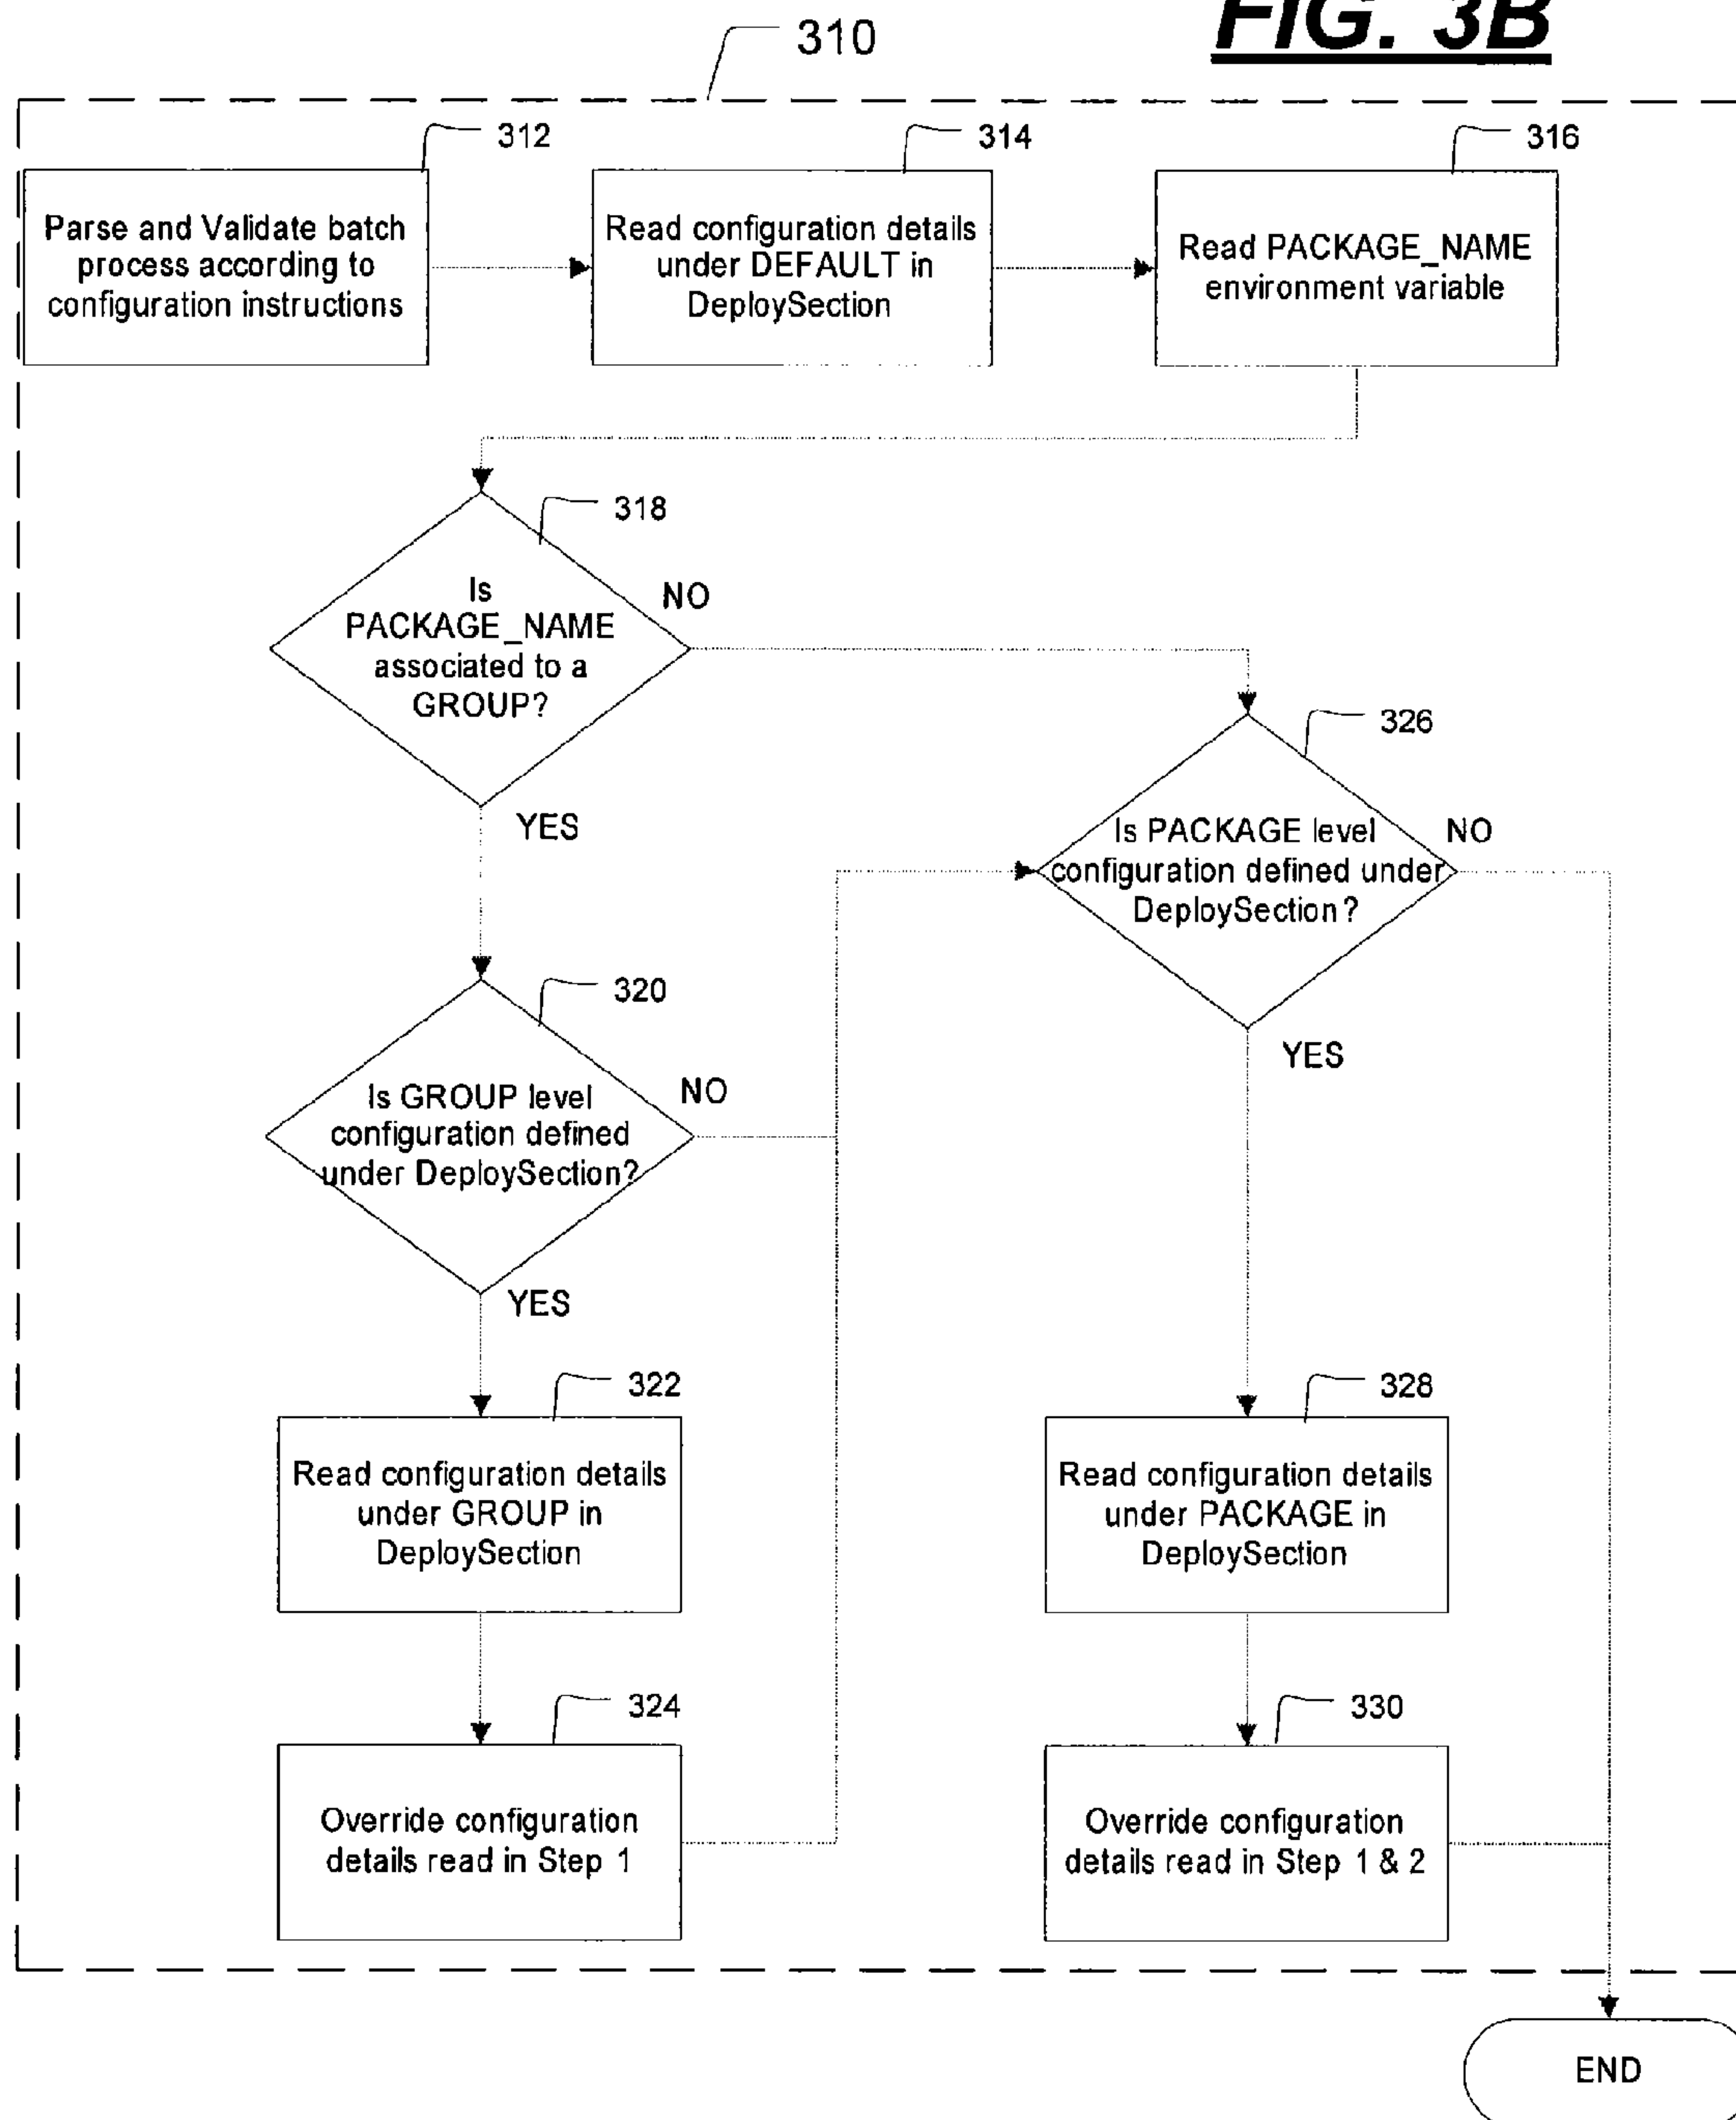 FIG. 3B
310
312
314
316
Parse and Validate batch
process according to
configuration instructions
Read configuration details
under DEFAULT in
DeploySection
Read PACKAGE_NAME
environment variable
318
Is
PACKAGE_NAME
associated to a
GROUP?
NO
YES
326
Is PACKAGE level
configuration defined under
DeploySection?
NO
YES
320
Is GROUP level
configuration defined
under DeploySection?
NO
YES
322
Read configuration details
under GROUP in
DeploySection
328
Read configuration details
under PACKAGE in
DeploySection
324
Override configuration
details read in Step 1
330
Override configuration
details read in Step 1 & 2
END